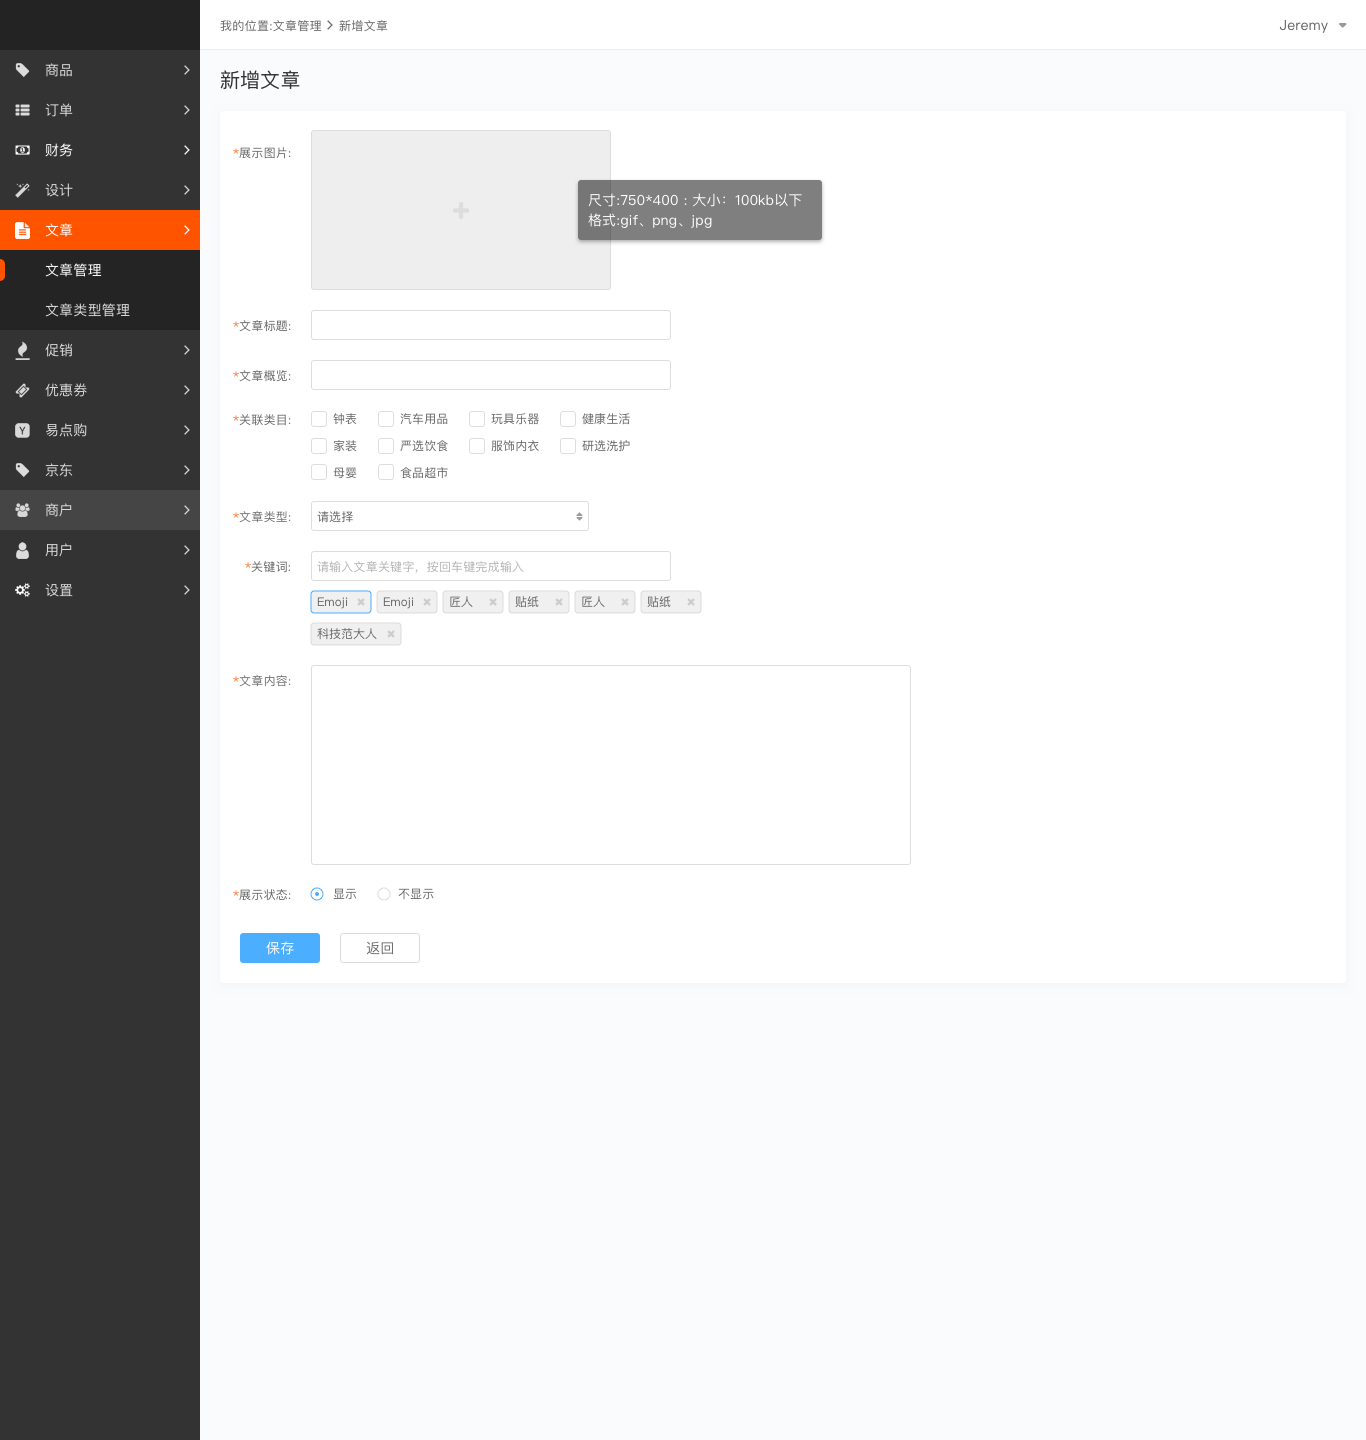 我的位置:文章管理 > 新增文章
Jeremy
商品
订单
财务
设计
文章
文章管理
文章类型管理
促销
优惠券
易点购
京东
商户
用户
设置
新增文章
*展示图片:
尺寸:750*400 : 大小：100kb以下
格式:gif、png、jpg
*文章标题:
*文章概览:
*关联类目:
钟表 汽车用品 玩具乐器 健康生活
家装 严选饮食 服饰内衣 研选洗护
母婴 食品超市
*文章类型:
请选择
*关键词:
请输入文章关键字，按回车键完成输入
Emoji Emoji 匠人 贴纸 匠人 贴纸
科技范大人
*文章内容:
*展示状态:
显示 不显示
保存 返回